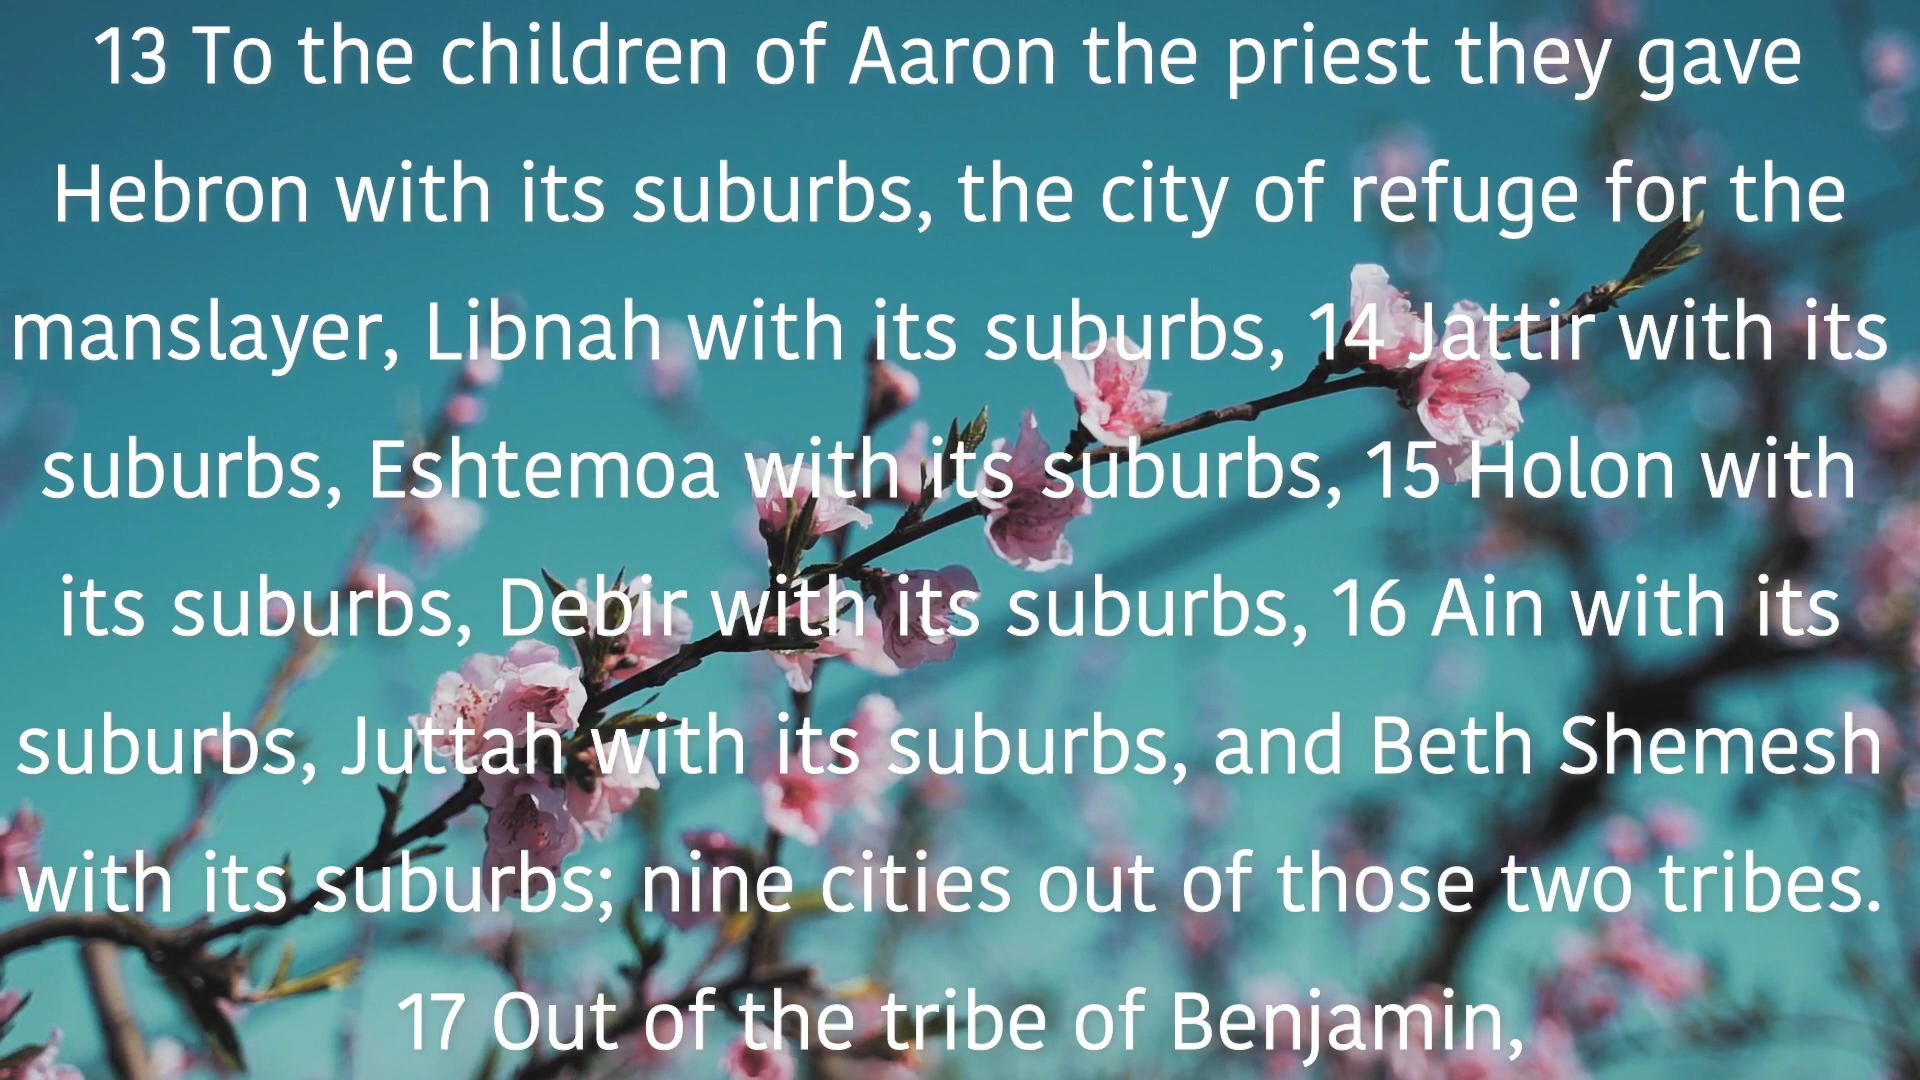 13 To the children of Aaron the priest they gave
Hebron with its suburbs, the city of refuge for the
manslayer, Libnah with its suburbs, 14 Jattir with its
suburbs, Eshtemoa with its suburbs, 15 Holon with
its suburbs, Debir with its suburbs, 16 Ain with its
suburbs, Juttah with its suburbs, and Beth Shemesh
with its suburbs; nine cities out of those two tribes.
17 Out of the tribe of Benjamin,